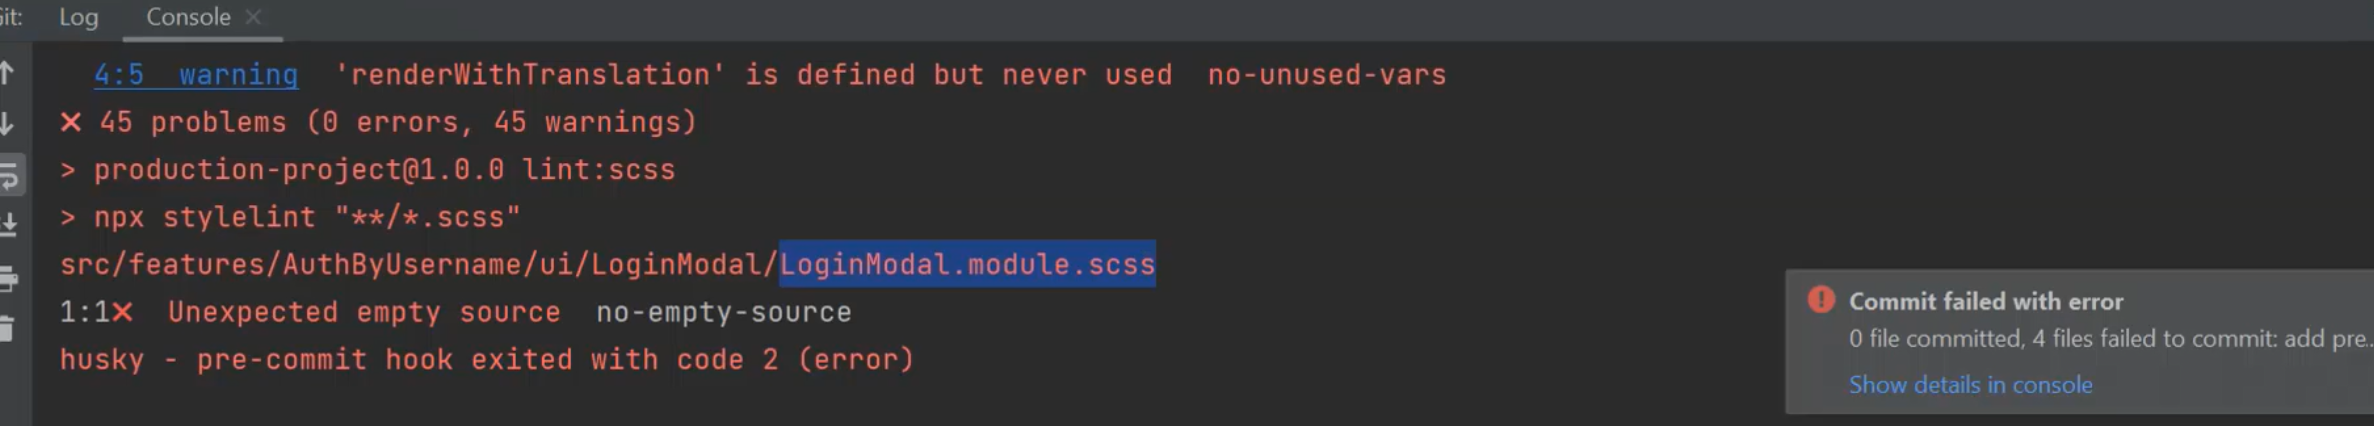 Git: Log Console
4:5 warning 'renderWithTranslation' is defined but never used no-unused-vars
✖ 45 problems (0 errors, 45 warnings)
> production-project@1.0.0 lint:scss
> npx stylelint "**/*.scss"
src/features/AuthByUsername/ui/LoginModal/LoginModal.module.scss
1:1✖ Unexpected empty source no-empty-source
husky - pre-commit hook exited with code 2 (error)
Commit failed with error
0 file committed, 4 files failed to commit: add pre...
Show details in console